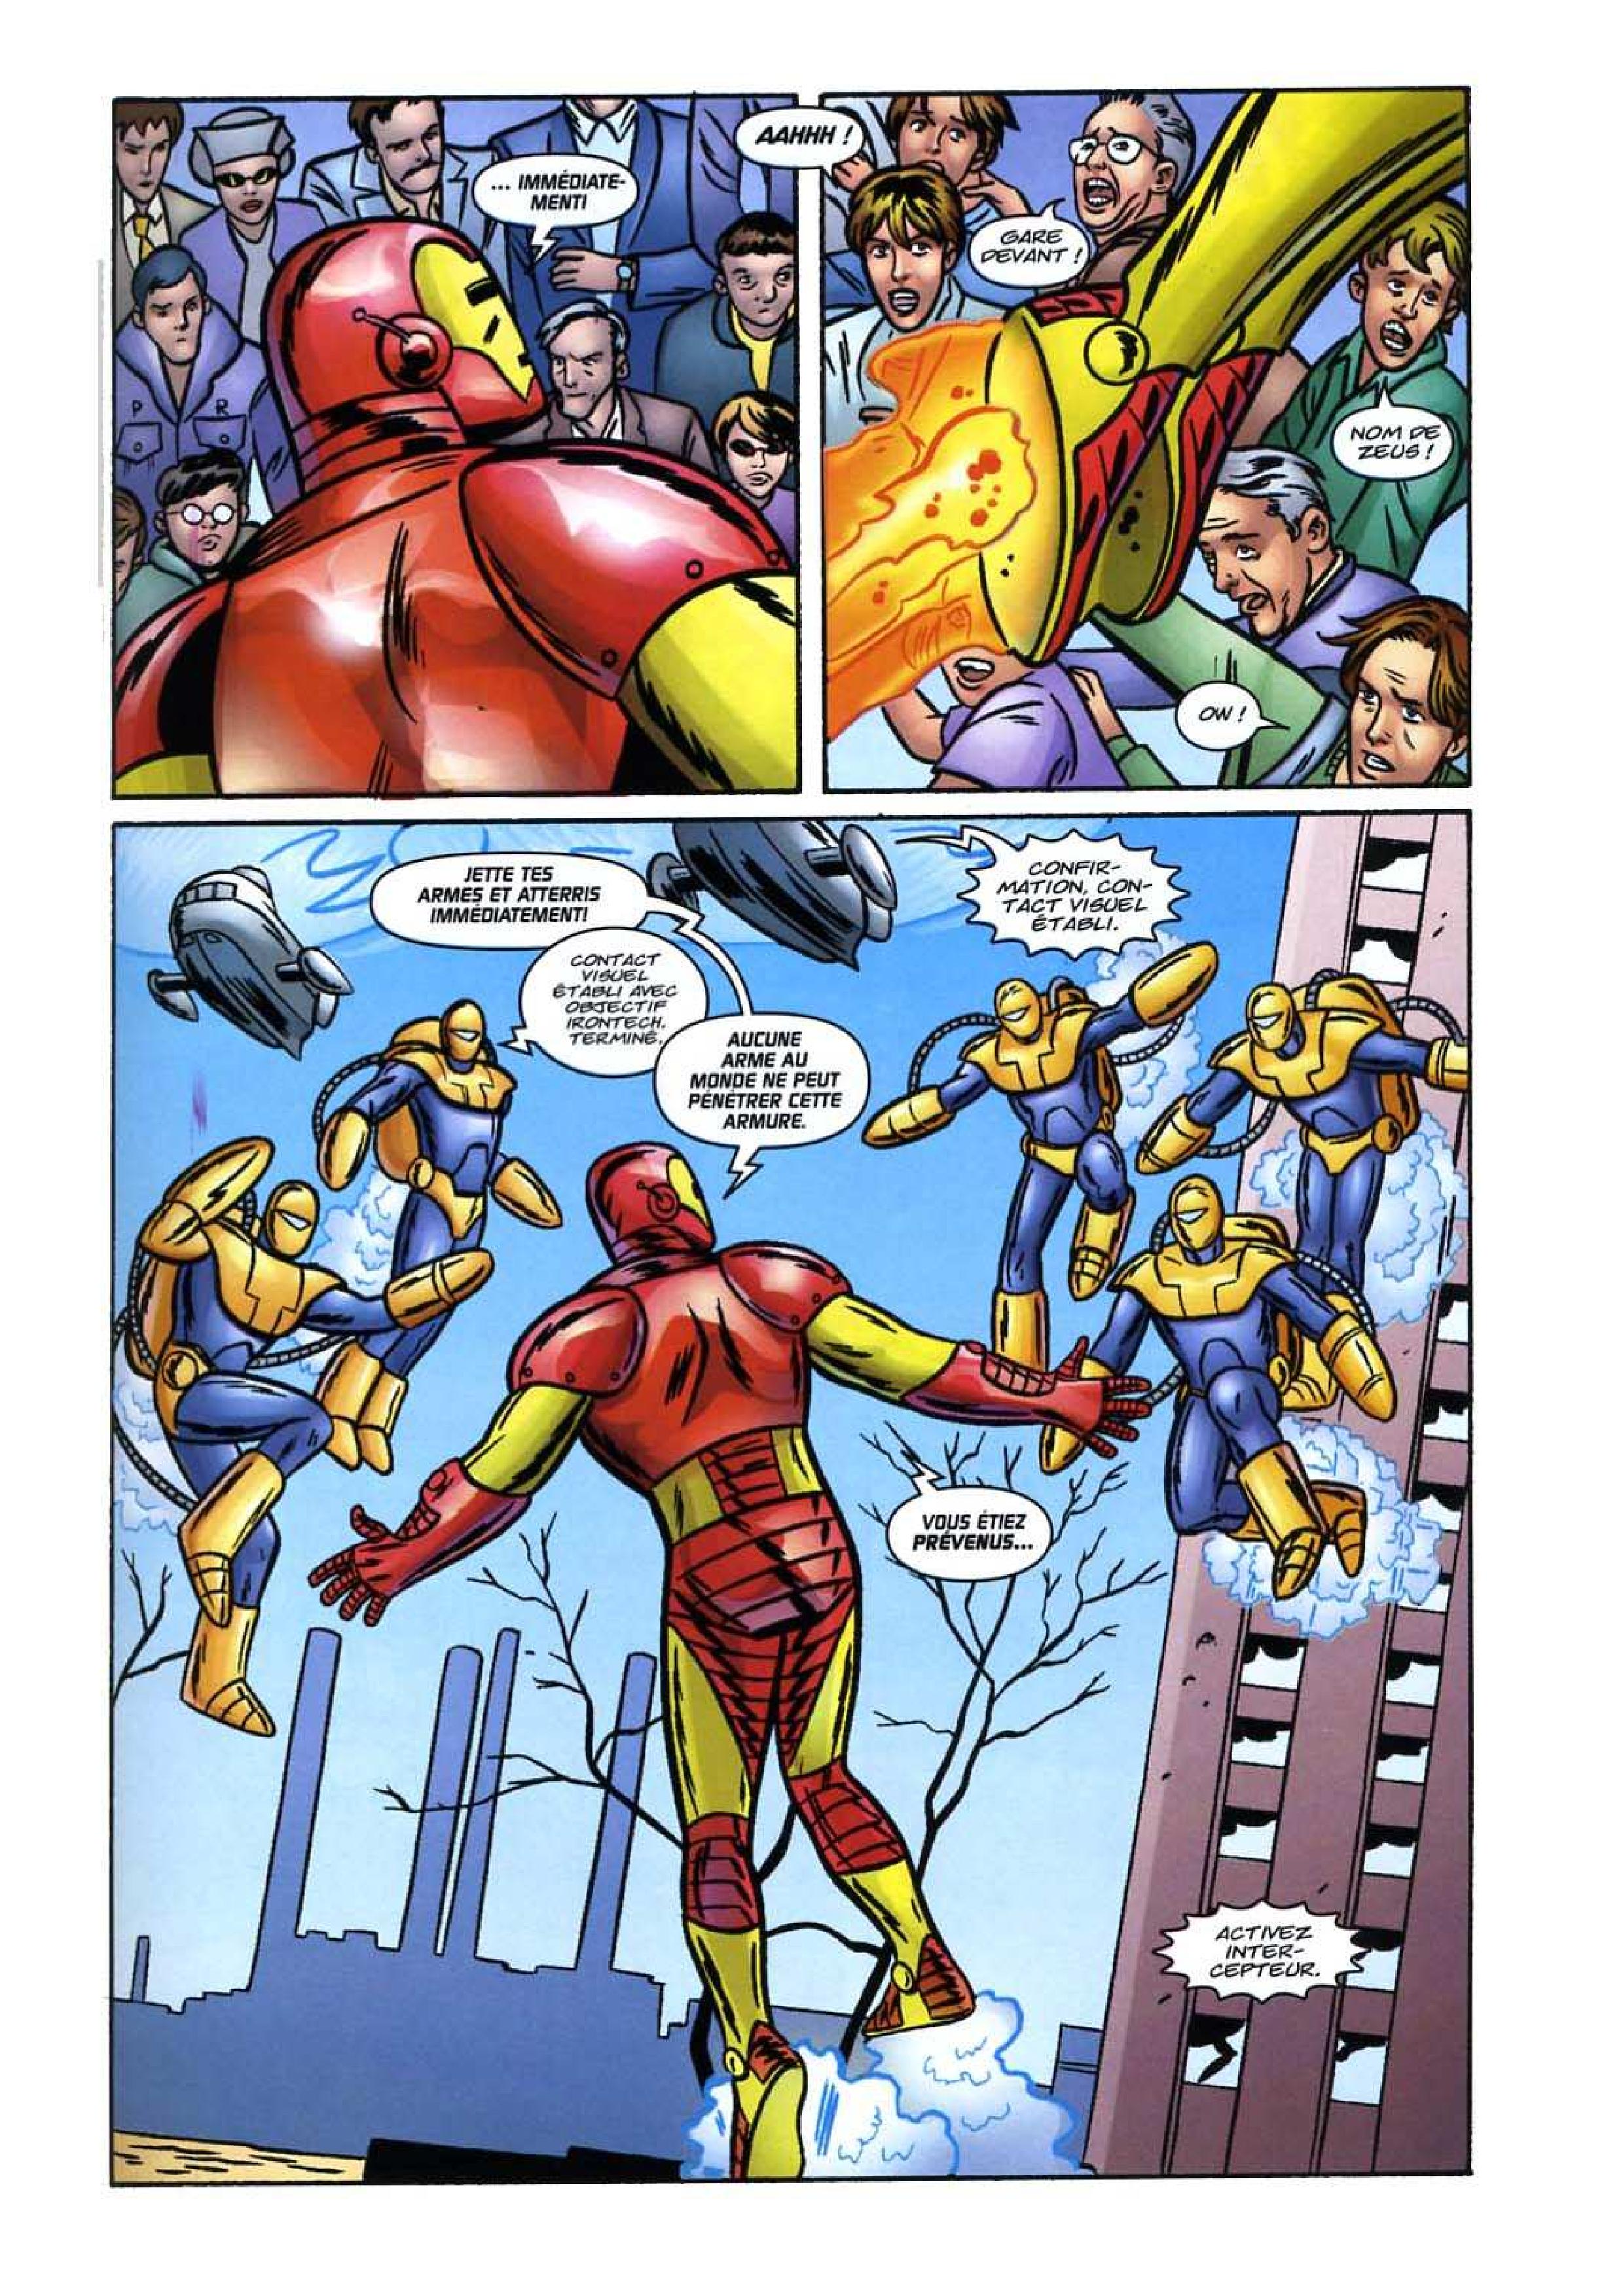 ... IMMÉDIATE-
MENT!
P R
AAHHH !
GARE
DEVANT !
NOM DE
ZEUS !
OW !
JETTE TES
ARMES ET ATTERRIS
IMMÉDIATEMENT!
CONFIR-
MATION, CON-
TACT VISUEL
ÉTABLI.
CONTACT
VISUEL
ÉTABLI AVEC
OBJECTIF
IRONTECH.
TERMINÉ.
AUCUNE
ARME AU
MONDE NE PEUT
PÉNÉTRER CETTE
ARMURE.
VOUS ÉTIEZ
PRÉVENUS...
ACTIVEZ
INTER-
CEPTEUR.